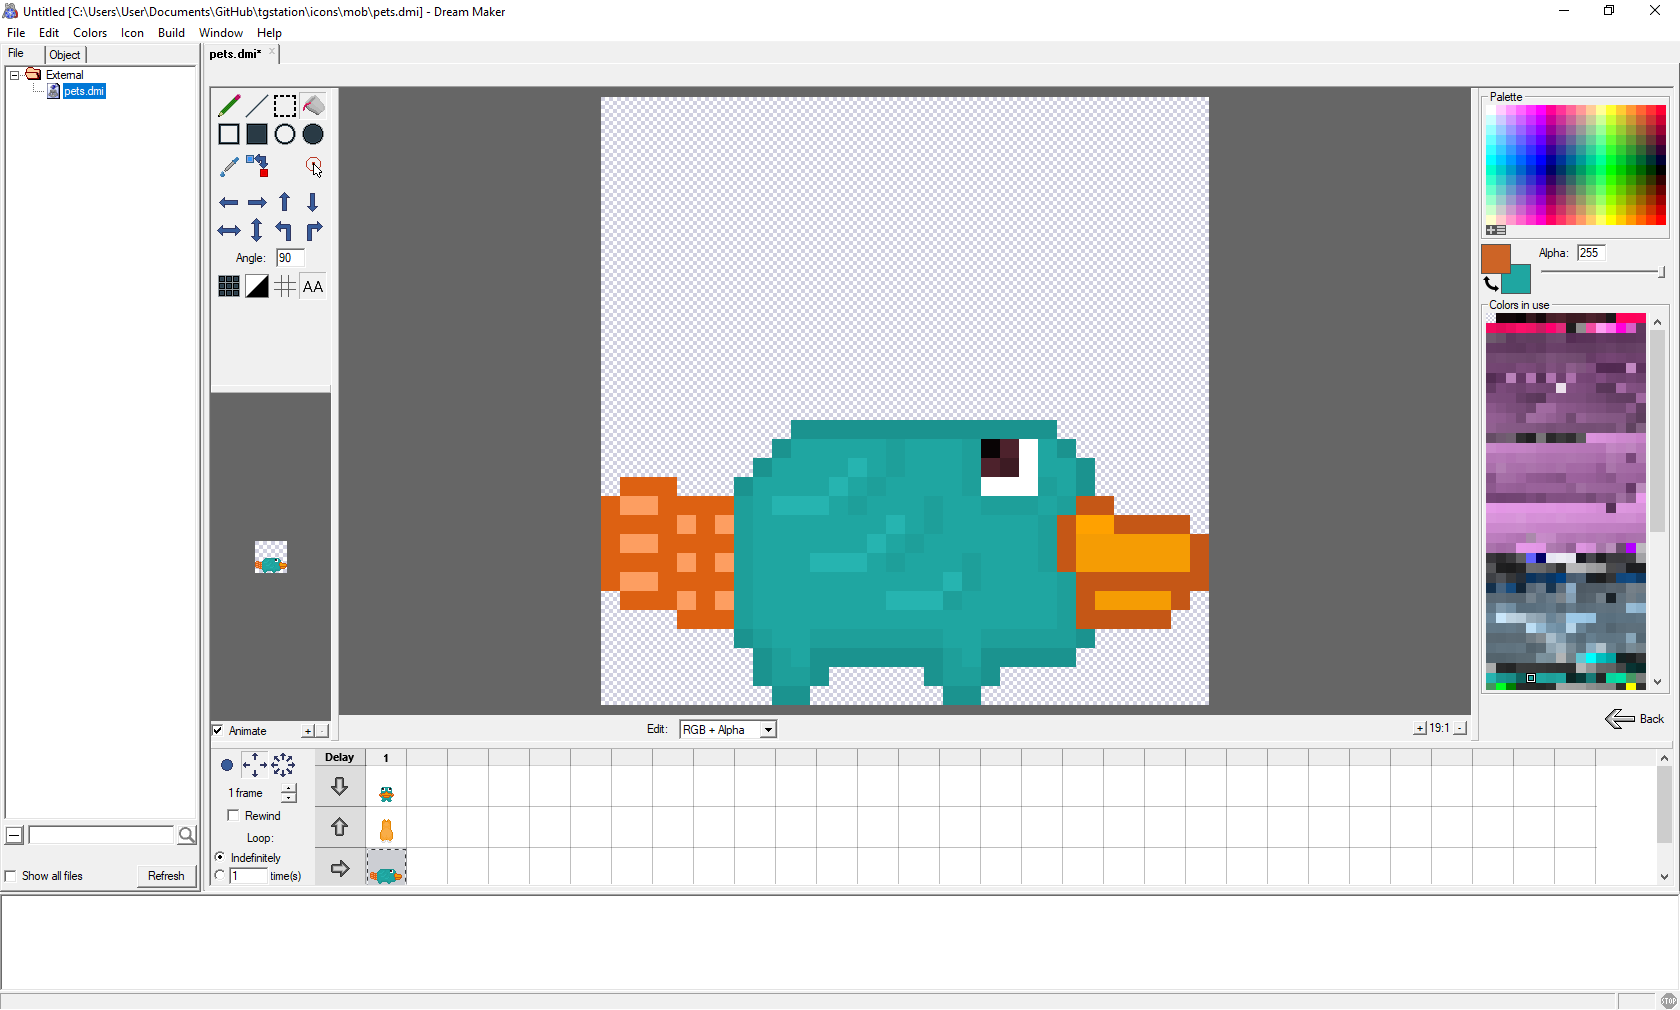 Untitled [C:\Users\User\Documents\GitHub\tgstation\icons\mob\pets.dmi] - Dream Maker
File Edit Colors Icon Build Window Help
File Object
pets.dmi*
External
pets.dmi
Palette
Angle: 90
AA
Alpha: 255
Colors in use
Animate
+ -
Edit: RGB + Alpha
+ 19:1 -
Back
Delay 1
1 frame
Rewind
Loop:
Indefinitely
1 time(s)
Show all files
Refresh
STOP